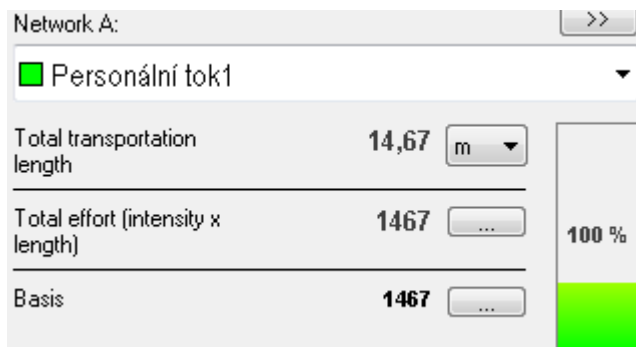 Network A:
>>
Personální tok1
Total transportation
length
14,67
m
Total effort (intensity x
length)
1467
...
100 %
Basis
1467
...